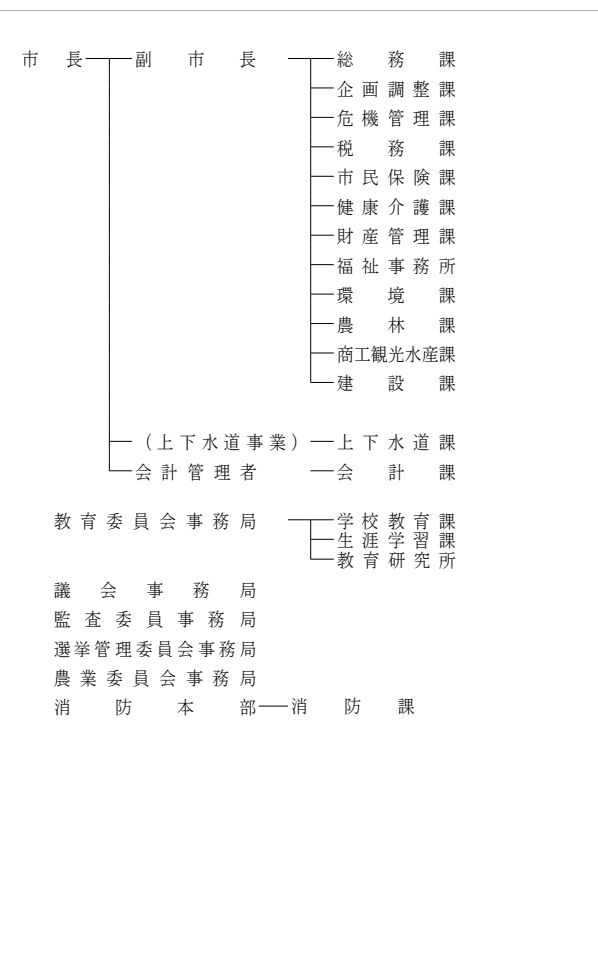 市長 副市長 総務課
企画調整課
危機管理課
税務課
市民保険課
健康介護課
財産管理課
福祉事務所
環境課
農林課
商工観光水産課
建設課
（上下水道事業） 上下水道課
会計管理者 会計課
教育委員会事務局 学校教育課
生涯学習課
教育研究所
議会事務局
監査委員事務局
選挙管理委員会事務局
農業委員会事務局
消防本部 消防課